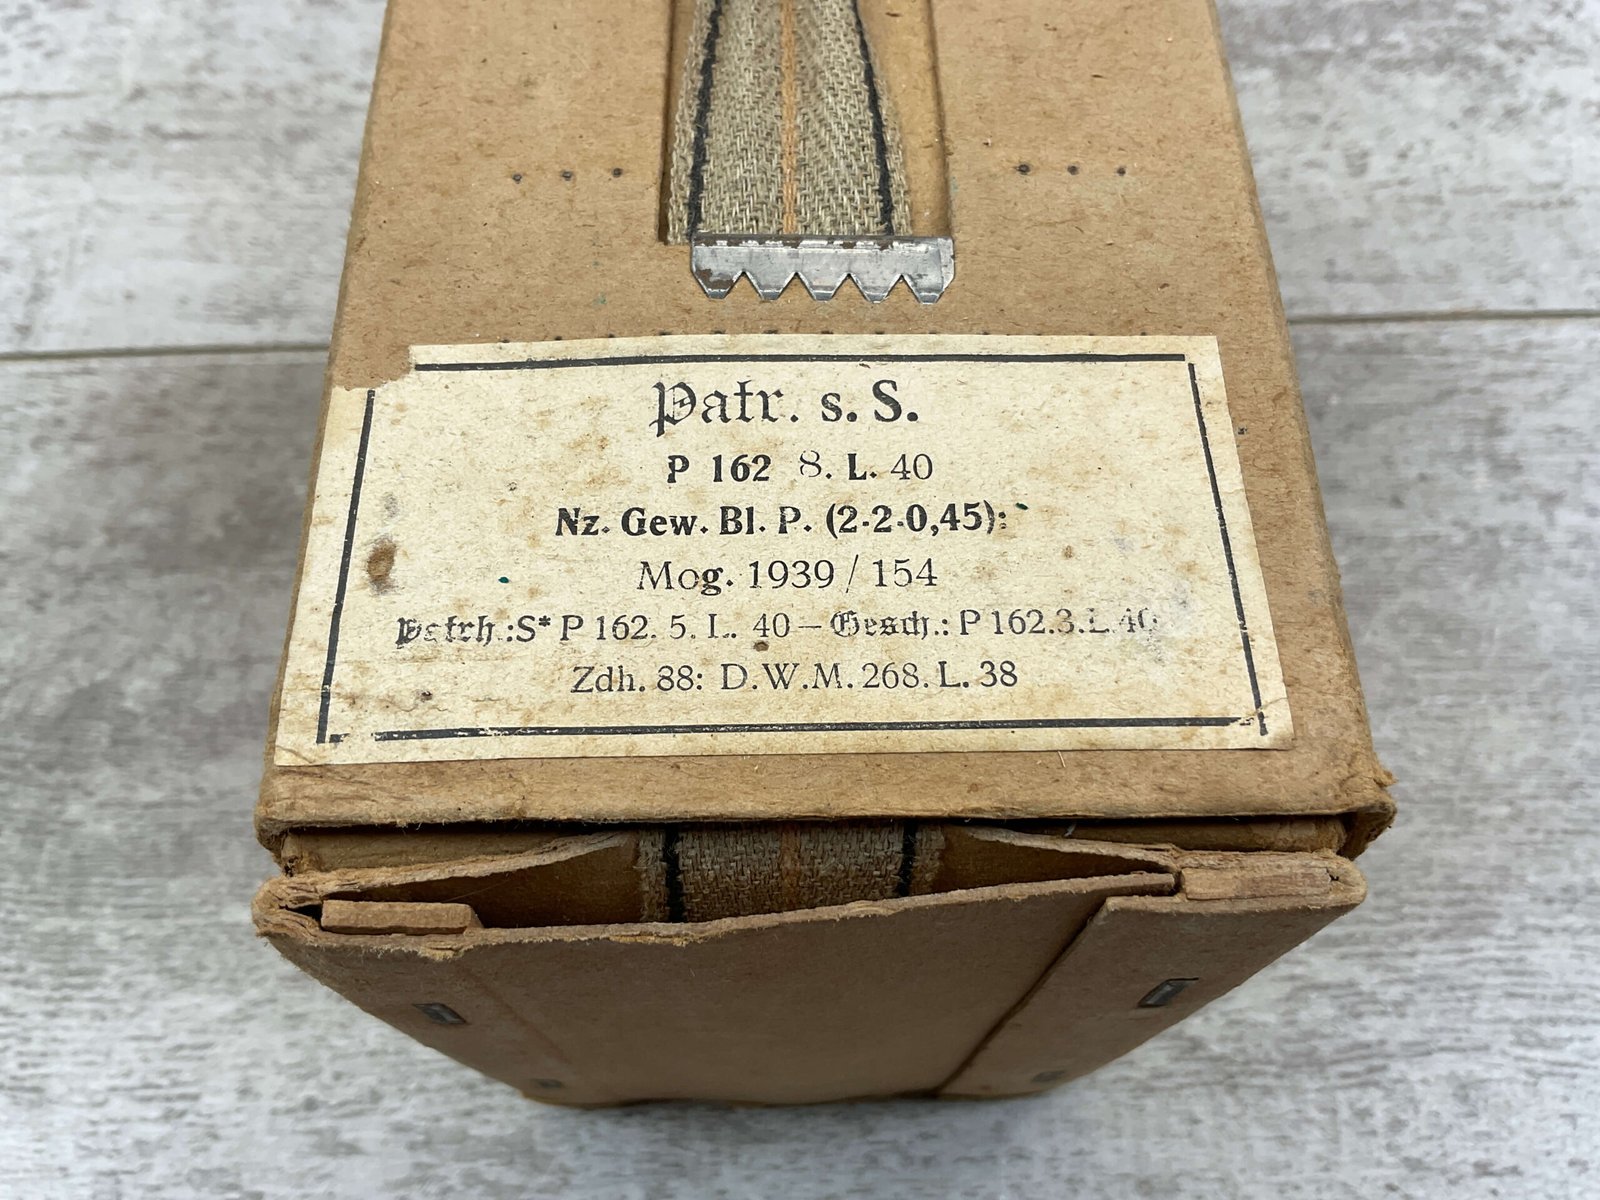 Patr. s. S.
P 162 8. L. 40
Nz. Gew. Bl. P. (2·2·0,45):
Mog. 1939 / 154
Patrh.: S* P 162. 5. L. 40 – Gesch.: P 162.3.L.40
Zdh. 88: D.W.M. 268. L. 38